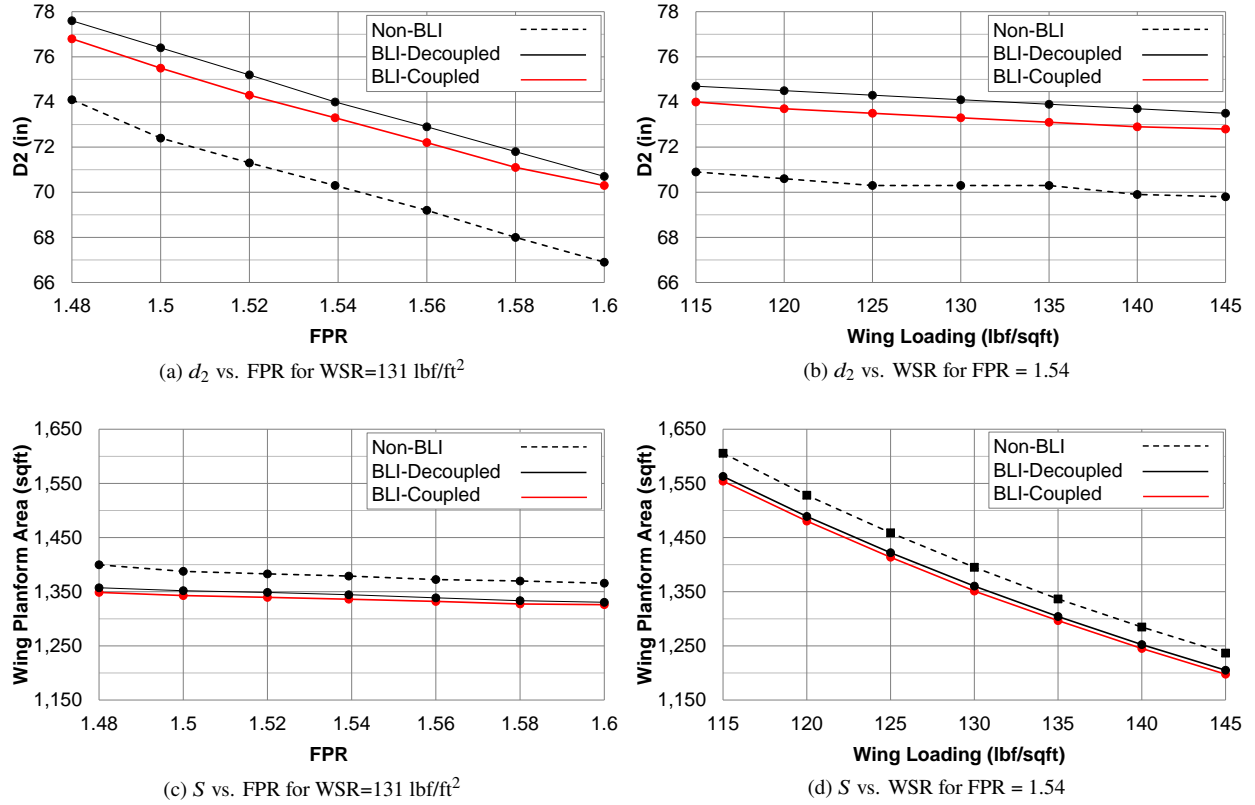 78
76
74
72
70
68
66
D2 (in)
Non-BLI
BLI-Decoupled
BLI-Coupled
1.48 1.5 1.52 1.54 1.56 1.58 1.6
FPR
(a) d₂ vs. FPR for WSR=131 lbf/ft²
78
76
74
72
70
68
66
D2 (in)
Non-BLI
BLI-Decoupled
BLI-Coupled
115 120 125 130 135 140 145
Wing Loading (lbf/sqft)
(b) d₂ vs. WSR for FPR = 1.54
1,650
1,550
1,450
1,350
1,250
1,150
Wing Planform Area (sqft)
Non-BLI
BLI-Decoupled
BLI-Coupled
1.48 1.5 1.52 1.54 1.56 1.58 1.6
FPR
(c) S vs. FPR for WSR=131 lbf/ft²
1,650
1,550
1,450
1,350
1,250
1,150
Wing Planform Area (sqft)
Non-BLI
BLI-Decoupled
BLI-Coupled
115 120 125 130 135 140 145
Wing Loading (lbf/sqft)
(d) S vs. WSR for FPR = 1.54